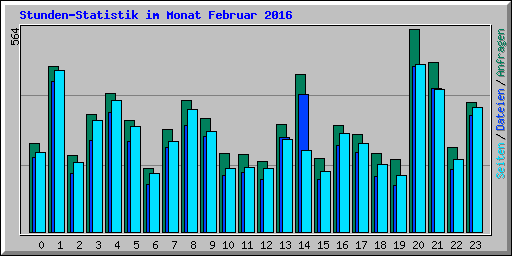 Stunden-Statistik im Monat Februar 2016
564
Seiten / Dateien / Anfragen
0 1 2 3 4 5 6 7 8 9 10 11 12 13 14 15 16 17 18 19 20 21 22 23